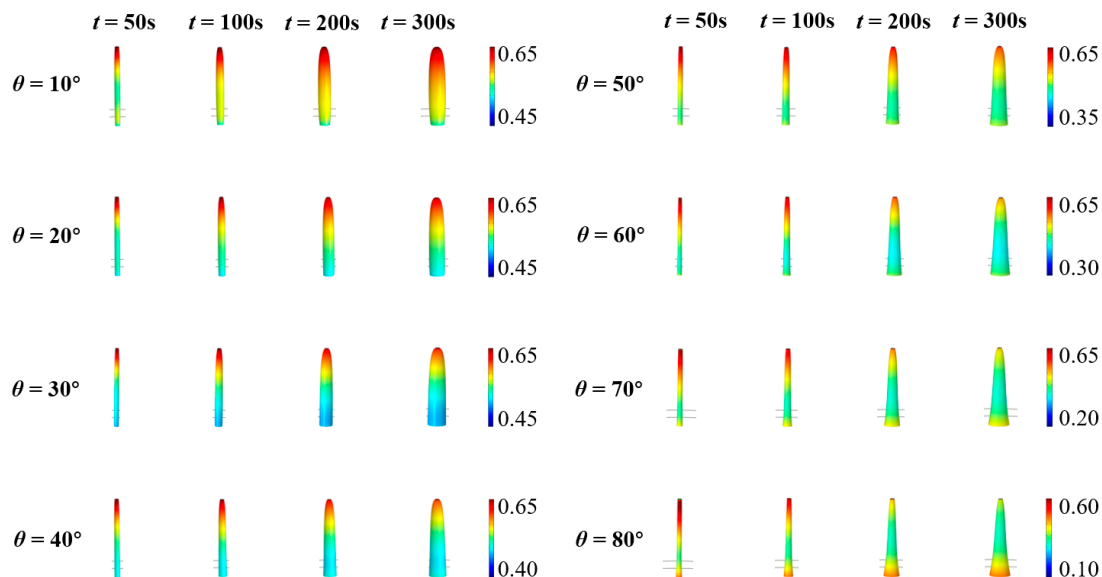 t = 50s t = 100s t = 200s t = 300s
0.65
θ = 10°
0.45
0.65
θ = 20°
0.45
0.65
θ = 30°
0.45
0.65
θ = 40°
0.40
t = 50s t = 100s t = 200s t = 300s
0.65
θ = 50°
0.35
0.65
θ = 60°
0.30
0.65
θ = 70°
0.20
0.60
θ = 80°
0.10